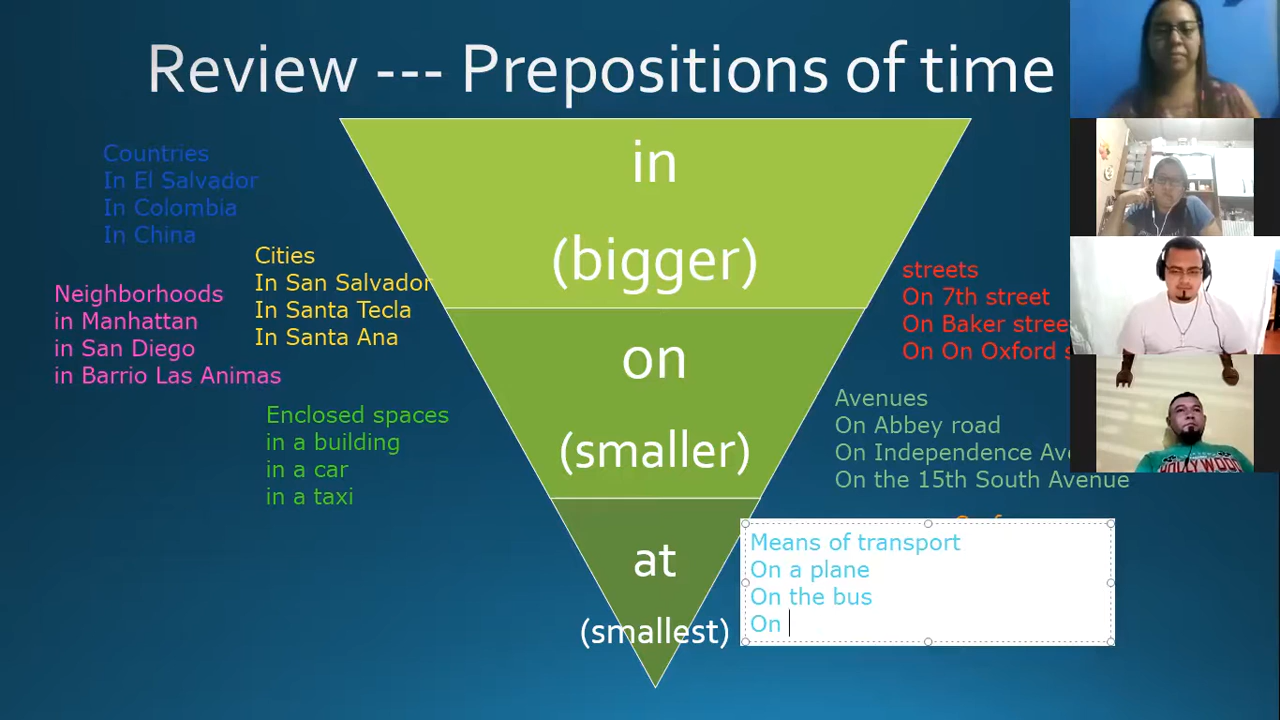 Review --- Prepositions of time
Countries
In El Salvador
In Colombia
In China
Cities
In San Salvador
In Santa Tecla
In Santa Ana
Neighborhoods
in Manhattan
in San Diego
in Barrio Las Animas
Enclosed spaces
in a building
in a car
in a taxi
in
(bigger)
on
(smaller)
at
(smallest)
streets
On 7th street
On Baker stree
On On Oxford s
Avenues
On Abbey road
On Independence Av
On the 15th South Avenue
Means of transport
On a plane
On the bus
On
HOLLYWOOD